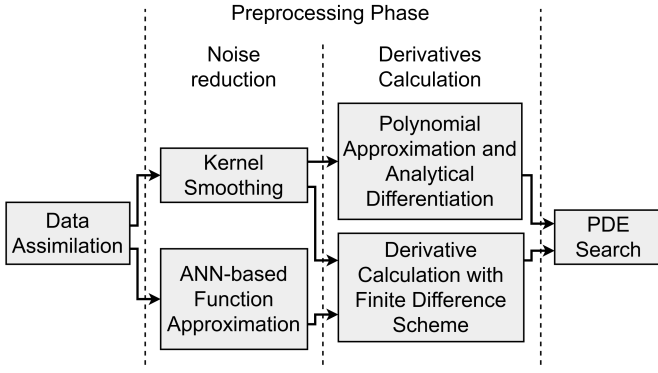 Preprocessing Phase
Noise
reduction
Derivatives
Calculation
Data
Assimilation
Kernel
Smoothing
ANN-based
Function
Approximation
Polynomial
Approximation and
Analytical
Differentiation
Derivative
Calculation with
Finite Difference
Scheme
PDE
Search